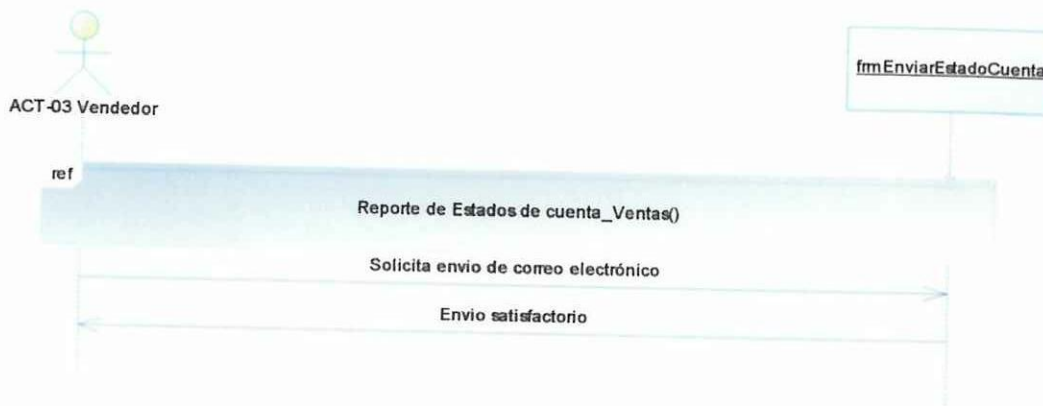 frmEnviarEstadoCuenta
ACT-03 Vendedor
ref
Reporte de Estados de cuenta_Ventas()
Solicita envio de correo electrónico
Envio satisfactorio